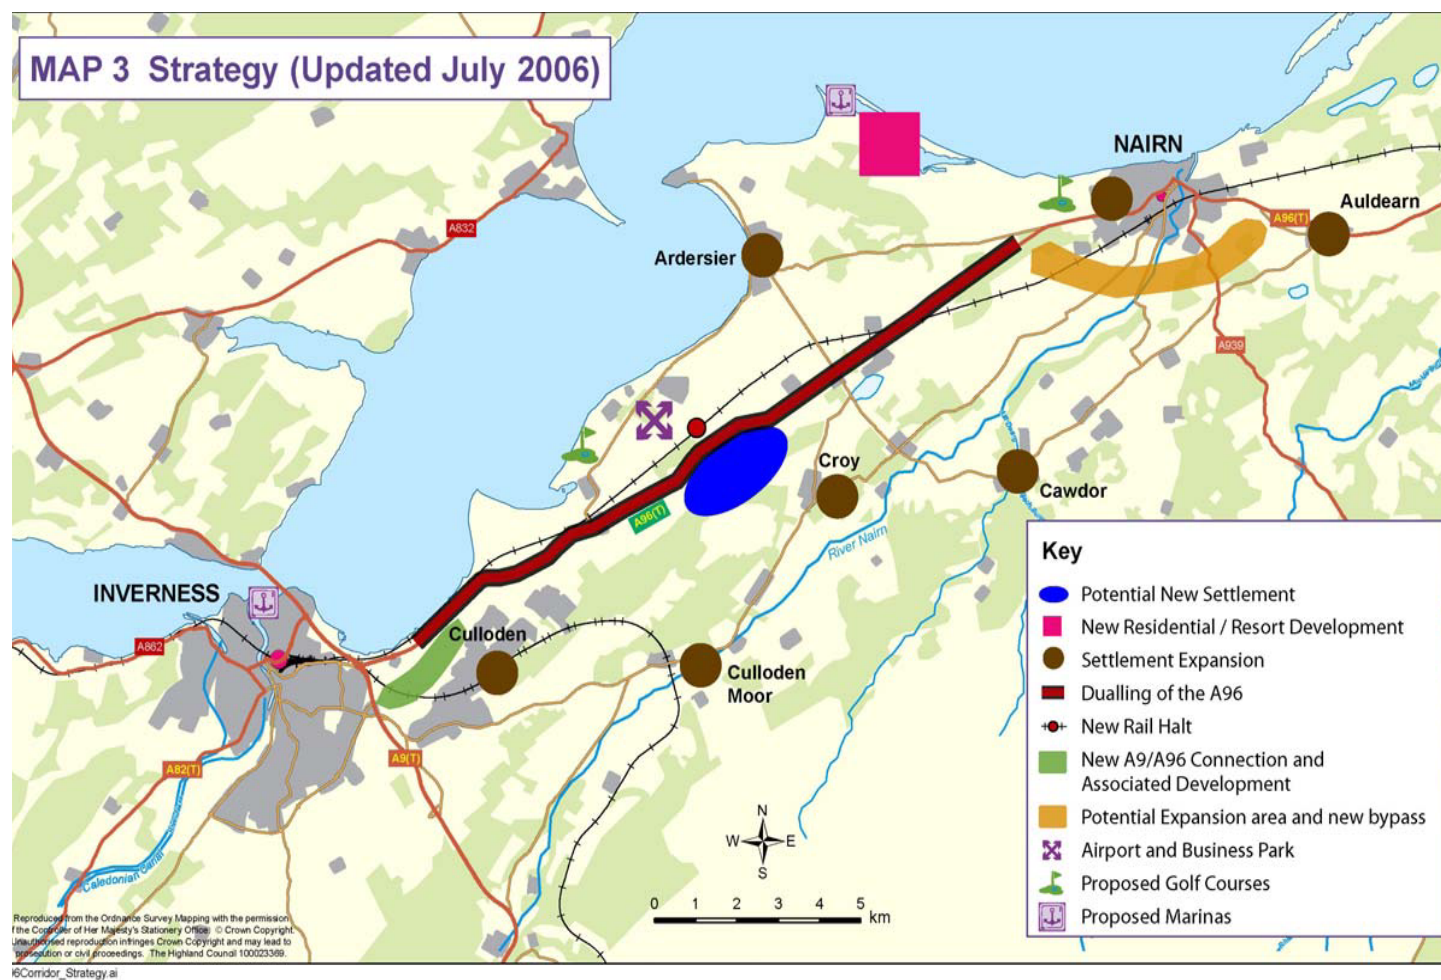 MAP 3 Strategy (Updated July 2006)
NAIRN
Auldearn
A96(T)
A832
Ardersier
A939
Croy
Cawdor
A96(T)
River Nairn
INVERNESS
Culloden
A862
Culloden
Moor
A82(T)
A9(T)
Caledonian Canal
N
W
E
S
0 1 2 3 4 5
km
Key
Potential New Settlement
New Residential / Resort Development
Settlement Expansion
Dualling of the A96
New Rail Halt
New A9/A96 Connection and
Associated Development
Potential Expansion area and new bypass
Airport and Business Park
Proposed Golf Courses
Proposed Marinas
Reproduced from the Ordnance Survey Mapping with the permission
f the Controller of Her Majesty's Stationery Office © Crown Copyright.
Unauthorised reproduction infringes Crown Copyright and may lead to
prosecution or civil proceedings. The Highland Council 100023369.
96Corridor_Strategy.ai